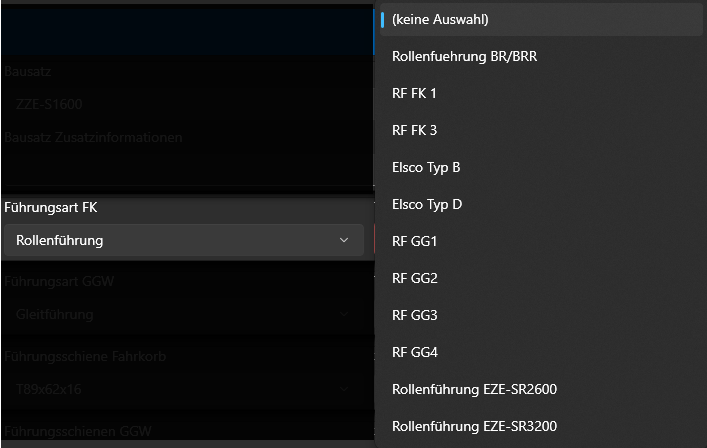 Bausatz
ZZE-S1600
Bausatz Zusatzinformationen
Führungsart FK
Rollenführung
Führungsart GGW
Gleitführung
Führungsschiene Fahrkorb
T89x62x16
Führungsschienen GGW
(keine Auswahl)
Rollenfuehrung BR/BRR
RF FK 1
RF FK 3
Elsco Typ B
Elsco Typ D
RF GG1
RF GG2
RF GG3
RF GG4
Rollenführung EZE-SR2600
Rollenführung EZE-SR3200